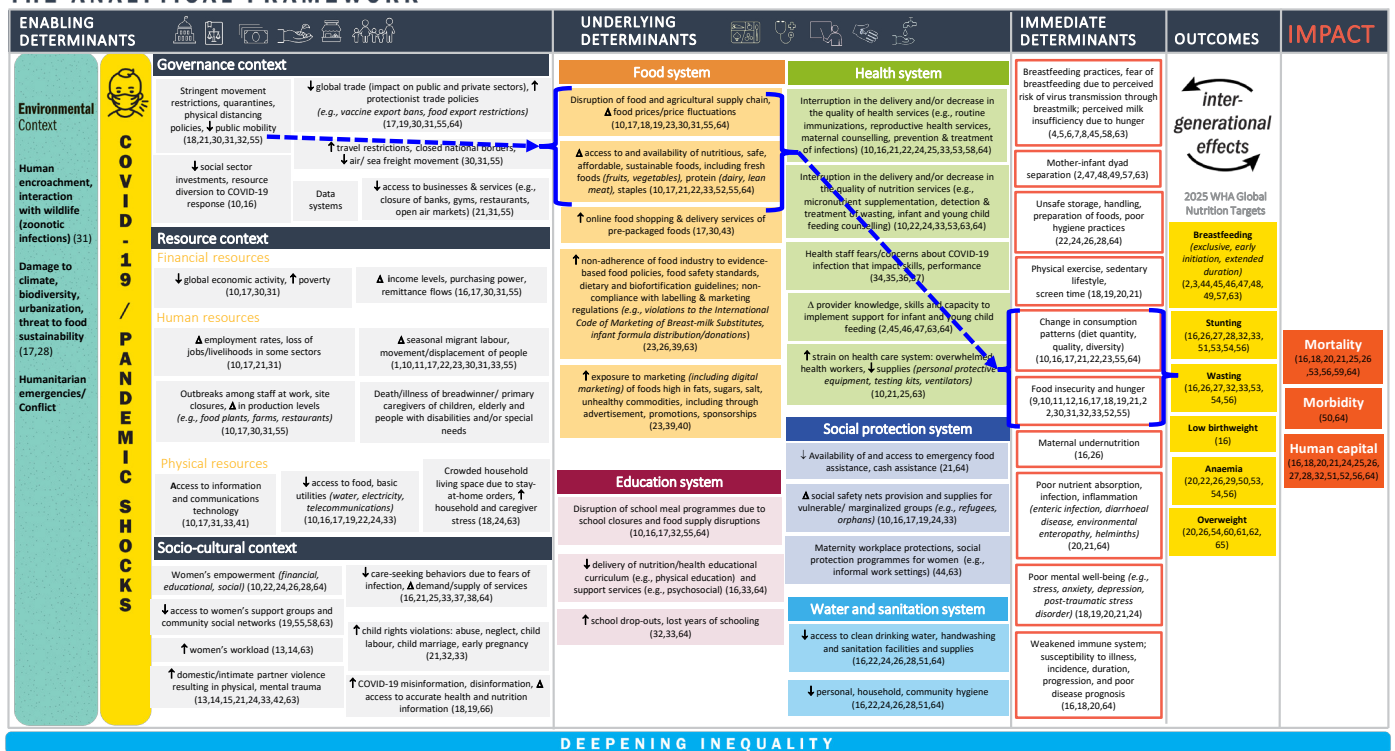 THE ANALYTICAL FRAMEWORK
ENABLING
DETERMINANTS
UNDERLYING
DETERMINANTS
IMMEDIATE
DETERMINANTS
OUTCOMES
IMPACT
Environmental
Context
Human
encroachment,
interaction
with wildlife
(zoonotic
infections) (31)
Damage to
climate,
biodiversity,
urbanization,
threat to food
sustainability
(17,28)
Humanitarian
emergencies/
Conflict
COVID-19 / PANDEMIC SHOCKS
Governance context
Stringent movement
restrictions, quarantines,
physical distancing
policies, ↓ public mobility
(18,21,30,31,32,55)
↓ global trade (impact on public and private sectors), ↑
protectionist trade policies
(e.g., vaccine export bans, food export restrictions)
(17,19,30,31,55,64)
↑ travel restrictions, closed national borders,
↓ air/ sea freight movement (30,31,55)
↓ social sector
investments, resource
diversion to COVID-19
response (10,16)
Data
systems
↓ access to businesses & services (e.g.,
closure of banks, gyms, restaurants,
open air markets) (21,31,55)
Resource context
Financial resources
↓ global economic activity, ↑ poverty
(10,17,30,31)
Δ income levels, purchasing power,
remittance flows (16,17,30,31,55)
Human resources
Δ employment rates, loss of
jobs/livelihoods in some sectors
(10,17,21,31)
Δ seasonal migrant labour,
movement/displacement of people
(1,10,11,17,22,23,30,31,33,55)
Outbreaks among staff at work, site
closures, Δ in production levels
(e.g., food plants, farms, restaurants)
(10,17,30,31,55)
Death/illness of breadwinner/ primary
caregivers of children, elderly and
people with disabilities and/or special
needs
Physical resources
Access to information
and communications
technology
(10,17,31,33,41)
↓ access to food, basic
utilities (water, electricity,
telecommunications)
(10,16,17,19,22,24,33)
Crowded household
living space due to stay-
at-home orders, ↑
household and caregiver
stress (18,24,63)
Socio-cultural context
Women's empowerment (financial,
educational, social) (10,22,24,26,28,64)
↓ access to women's support groups and
community social networks (19,55,58,63)
↑ women's workload (13,14,63)
↑ domestic/intimate partner violence
resulting in physical, mental trauma
(13,14,15,21,24,33,42,63)
↓ care-seeking behaviors due to fears of
infection, Δ demand/supply of services
(16,21,25,33,37,38,64)
↑ child rights violations: abuse, neglect, child
labour, child marriage, early pregnancy
(21,32,33)
↑ COVID-19 misinformation, disinformation, Δ
access to accurate health and nutrition
information (18,19,66)
Food system
Disruption of food and agricultural supply chain,
Δ food prices/price fluctuations
(10,17,18,19,23,30,31,55,64)
Δ access to and availability of nutritious, safe,
affordable, sustainable foods, including fresh
foods (fruits, vegetables), protein (dairy, lean
meat), staples (10,17,21,22,33,52,55,64)
↑ online food shopping & delivery services of
pre-packaged foods (17,30,43)
↑ non-adherence of food industry to evidence-
based food policies, food safety standards,
dietary and biofortification guidelines; non-
compliance with labelling & marketing
regulations (e.g., violations to the International
Code of Marketing of Breast-milk Substitutes,
infant formula distribution/donations)
(23,26,39,63)
↑ exposure to marketing (including digital
marketing) of foods high in fats, sugars, salt,
unhealthy commodities, including through
advertisement, promotions, sponsorships
(23,39,40)
Education system
Disruption of school meal programmes due to
school closures and food supply disruptions
(10,16,17,32,55,64)
↓ delivery of nutrition/health educational
curriculum (e.g., physical education) and
support services (e.g., psychosocial) (16,33,64)
↑ school drop-outs, lost years of schooling
(32,33,64)
Health system
Interruption in the delivery and/or decrease in
the quality of health services (e.g., routine
immunizations, reproductive health services,
maternal counselling, prevention & treatment
of infections) (10,16,21,22,24,25,33,53,58,64)
Interruption in the delivery and/or decrease in
the quality of nutrition services (e.g.,
micronutrient supplementation, detection &
treatment of wasting, infant and young child
feeding counselling) (10,22,24,33,53,63,64)
Health staff fears/concerns about COVID-19
infection that impact skills, performance
(34,35,36,37)
Δ provider knowledge, skills and capacity to
implement support for infant and young child
feeding (2,45,46,47,63,64)
↑ strain on health care system: overwhelmed
health workers, ↓ supplies (personal protective
equipment, testing kits, ventilators)
(10,21,25,63)
Social protection system
↓ Availability of and access to emergency food
assistance, cash assistance (21,64)
Δ social safety nets provision and supplies for
vulnerable/ marginalized groups (e.g., refugees,
orphans) (10,16,17,19,24,33)
Maternity workplace protections, social
protection programmes for women (e.g.,
informal work settings) (44,63)
Water and sanitation system
↓ access to clean drinking water, handwashing
and sanitation facilities and supplies
(16,22,24,26,28,51,64)
↓ personal, household, community hygiene
(16,22,24,26,28,51,64)
Breastfeeding practices, fear of
breastfeeding due to perceived
risk of virus transmission through
breastmilk; perceived milk
insufficiency due to hunger
(4,5,6,7,8,45,58,63)
Mother-infant dyad
separation (2,47,48,49,57,63)
Unsafe storage, handling,
preparation of foods, poor
hygiene practices
(22,24,26,28,64)
Physical exercise, sedentary
lifestyle,
screen time (18,19,20,21)
Change in consumption
patterns (diet quantity,
quality, diversity)
(10,16,17,21,22,23,55,64)
Food insecurity and hunger
(9,10,11,12,16,17,18,19,21,2
2,30,31,32,33,52,55)
Maternal undernutrition
(16,26)
Poor nutrient absorption,
infection, inflammation
(enteric infection, diarrhoeal
disease, environmental
enteropathy, helminths)
(20,21,64)
Poor mental well-being (e.g.,
stress, anxiety, depression,
post-traumatic stress
disorder) (18,19,20,21,24)
Weakened immune system;
susceptibility to illness,
incidence, duration,
progression, and poor
disease prognosis
(16,18,20,64)
inter-
generational
effects
2025 WHA Global
Nutrition Targets
Breastfeeding
(exclusive, early
initiation, extended
duration)
(2,3,44,45,46,47,48,
49,57,63)
Stunting
(16,26,27,28,32,33,
51,53,54,56)
Wasting
(16,26,27,32,33,53,
54,56)
Low birthweight
(16)
Anaemia
(20,22,26,29,50,53,
54,56)
Overweight
(20,26,54,60,61,62,
65)
Mortality
(16,18,20,21,25,26
,53,56,59,64)
Morbidity
(50,64)
Human capital
(16,18,20,21,24,25,26,
27,28,32,51,52,56,64)
DEEPENING INEQUALITY